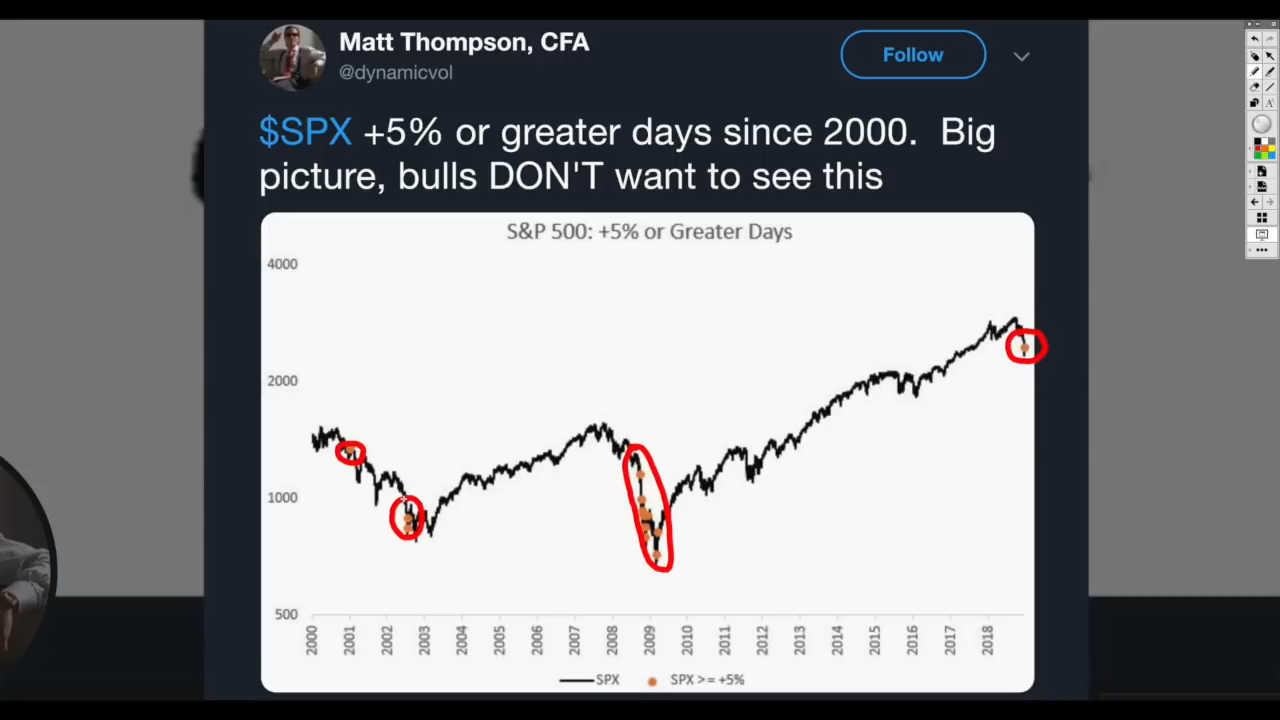 Matt Thompson, CFA
@dynamicvol
Follow
$SPX +5% or greater days since 2000. Big
picture, bulls DON'T want to see this
S&P 500: +5% or Greater Days
4000
2000
1000
500
2000 2001 2002 2003 2004 2005 2006 2007 2008 2009 2010 2011 2012 2013 2014 2015 2016 2017 2018
SPX SPX >= +5%